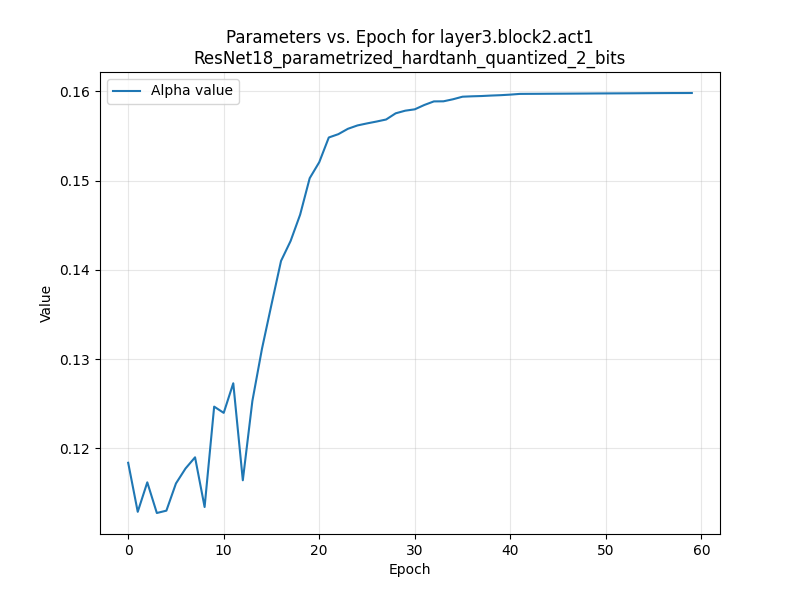 Parameters vs. Epoch for layer3.block2.act1
ResNet18_parametrized_hardtanh_quantized_2_bits
Alpha value
0.16
0.15
0.14
0.13
0.12
Value
0 10 20 30 40 50 60
Epoch